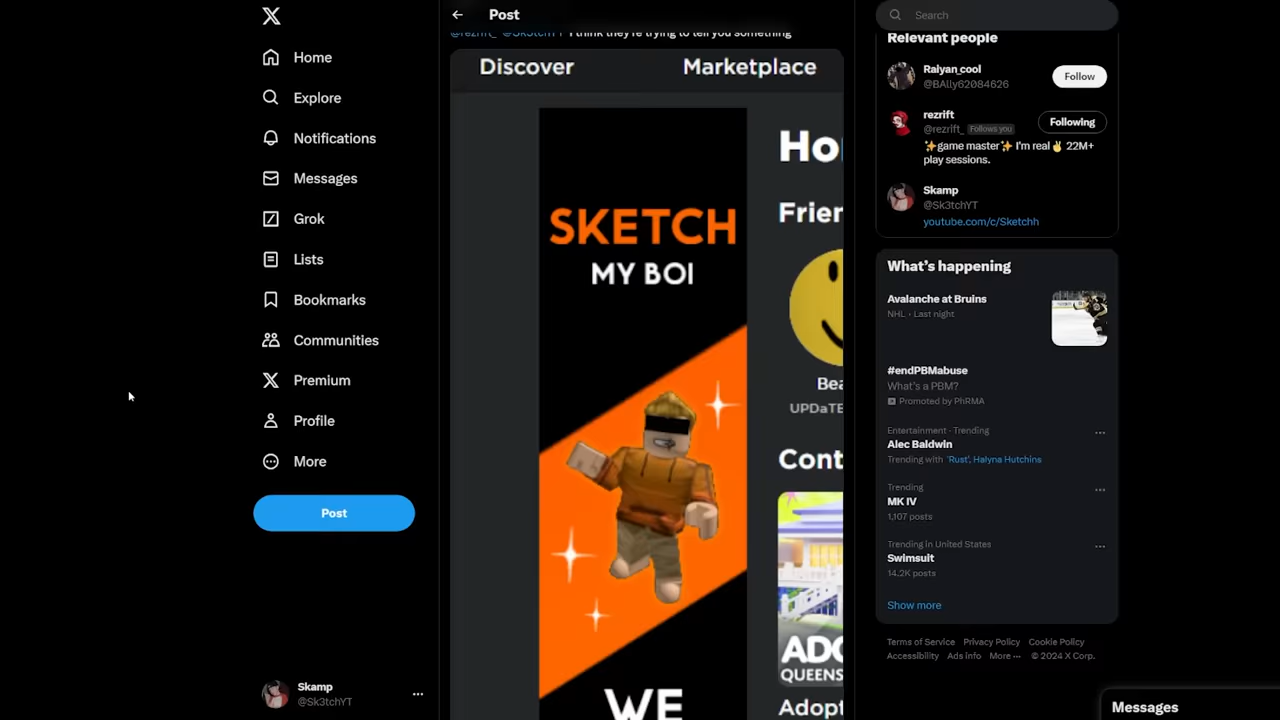 Home
Explore
Notifications
Messages
Grok
Lists
Bookmarks
Communities
Premium
Profile
More
Post
Skamp
@Sk3tchYT
Post
@rezrift_ @Sk3tchYT I think they're trying to tell you something
Discover
Marketplace
SKETCH
MY BOI
WE
Ho
Frier
Bea
UPDaTE
Cont
ADO
QUEENS
Adopt
Search
Relevant people
Raiyan_cool
@BAlly62084626
Follow
rezrift
@rezrift_ Follows you
Following
✨game master✨ I'm real✌ 22M+
play sessions.
Skamp
@Sk3tchYT
youtube.com/c/Sketchh
What's happening
Avalanche at Bruins
NHL · Last night
#endPBMabuse
What's a PBM?
Promoted by PhRMA
Entertainment · Trending
Alec Baldwin
Trending with 'Rust', Halyna Hutchins
Trending
MK IV
1,107 posts
Trending in United States
Swimsuit
14.2K posts
Show more
Terms of Service Privacy Policy Cookie Policy
Accessibility Ads info More ··· © 2024 X Corp.
Messages